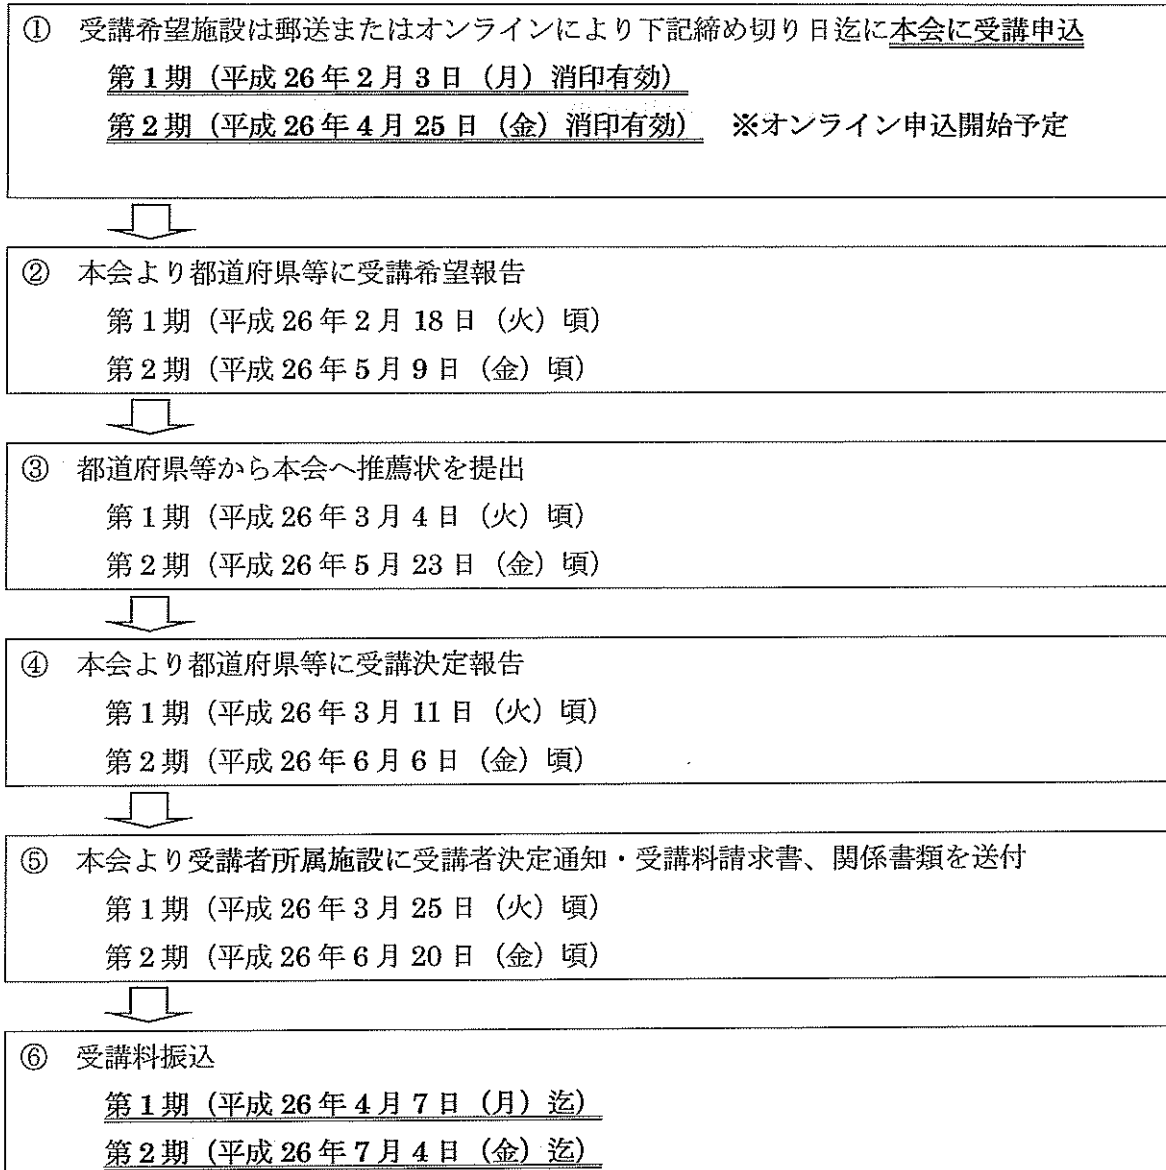 ① 受講希望施設は郵送またはオンラインにより下記締め切り日迄に本会に受講申込
第1期（平成26年2月3日（月）消印有効）
第2期（平成26年4月25日（金）消印有効） ※オンライン申込開始予定
② 本会より都道府県等に受講希望報告
第1期（平成26年2月18日（火）頃）
第2期（平成26年5月9日（金）頃）
③ 都道府県等から本会へ推薦状を提出
第1期（平成26年3月4日（火）頃）
第2期（平成26年5月23日（金）頃）
④ 本会より都道府県等に受講決定報告
第1期（平成26年3月11日（火）頃）
第2期（平成26年6月6日（金）頃）
⑤ 本会より受講者所属施設に受講者決定通知・受講料請求書、関係書類を送付
第1期（平成26年3月25日（火）頃）
第2期（平成26年6月20日（金）頃）
⑥ 受講料振込
第1期（平成26年4月7日（月）迄）
第2期（平成26年7月4日（金）迄）